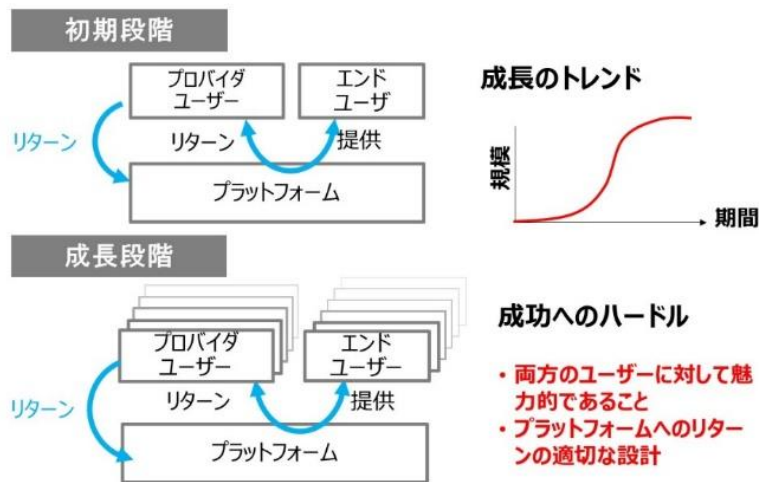 初期段階
プロバイダ
ユーザー
エンド
ユーザ
リターン
リターン
提供
プラットフォーム
成長のトレンド
規模
期間
成長段階
プロバイダ
ユーザー
エンド
ユーザー
リターン
リターン
提供
プラットフォーム
成功へのハードル
・両方のユーザーに対して魅
力的であること
・プラットフォームへのリター
ンの適切な設計